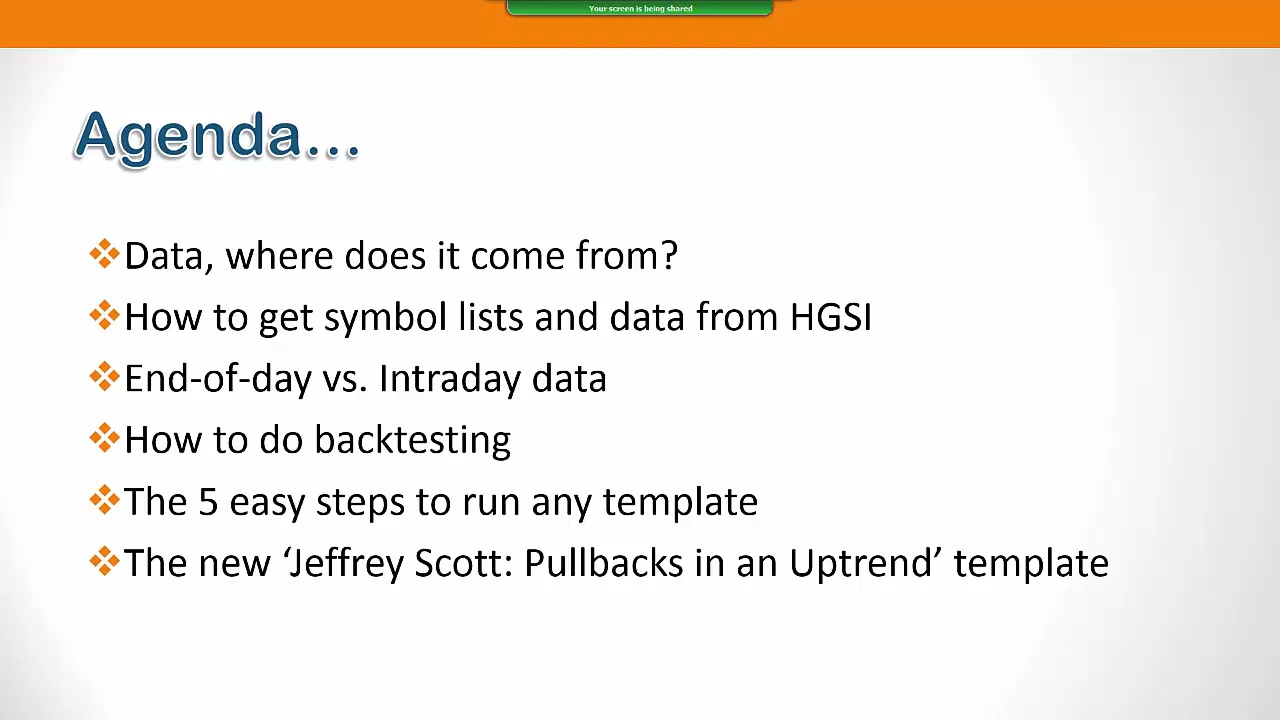 Your screen is being shared
Agenda...
Data, where does it come from?
How to get symbol lists and data from HGSI
End-of-day vs. Intraday data
How to do backtesting
The 5 easy steps to run any template
The new ‘Jeffrey Scott: Pullbacks in an Uptrend’ template